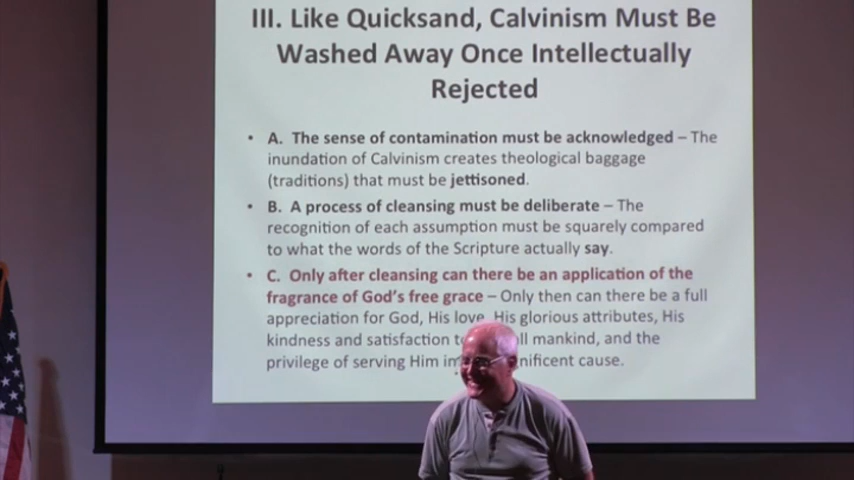 III. Like Quicksand, Calvinism Must Be
Washed Away Once Intellectually
Rejected
• A. The sense of contamination must be acknowledged – The
inundation of Calvinism creates theological baggage
(traditions) that must be jettisoned.
• B. A process of cleansing must be deliberate – The
recognition of each assumption must be squarely compared
to what the words of the Scripture actually say.
• C. Only after cleansing can there be an application of the
fragrance of God's free grace – Only then can there be a full
appreciation for God, His love, His glorious attributes, His
kindness and satisfaction mankind, and the
privilege of serving Him cause.